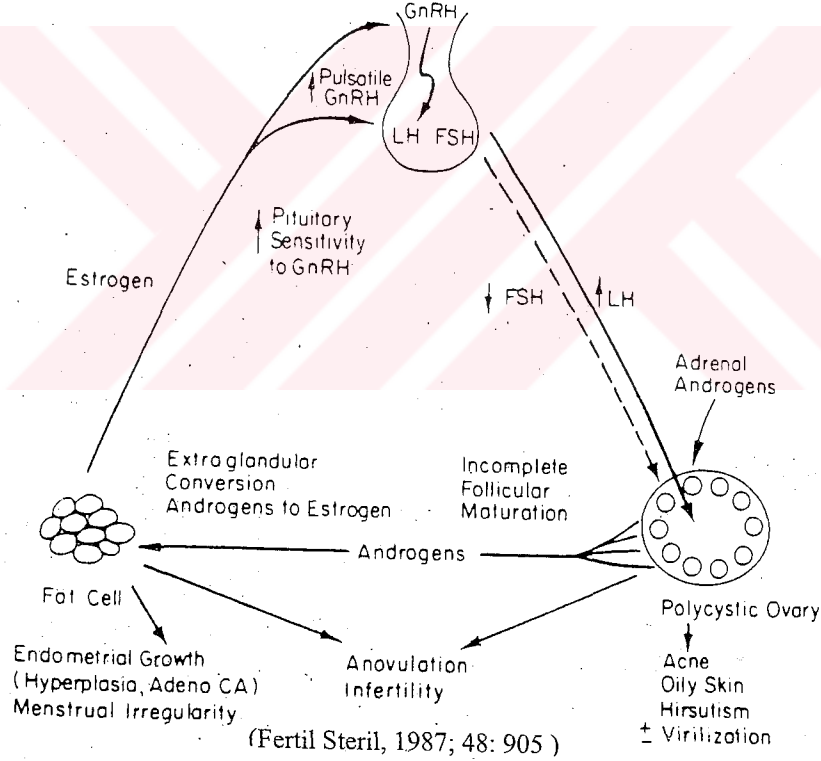 GnRH
↑ Pulsatile
GnRH
LH FSH
↑ Pituitary
Sensitivity
to GnRH
Estrogen
↓ FSH
↑ LH
Adrenal
Androgens
Extraglandular
Conversion
Androgens to Estrogen
Incomplete
Follicular
Maturation
Androgens
Fat Cell
Polycystic Ovary
Endometrial Growth
(Hyperplasia, Adeno CA)
Menstrual Irregularity
Anovulation
Infertility
Acne
Oily Skin
Hirsutism
± Virilization
(Fertil Steril, 1987; 48: 905 )